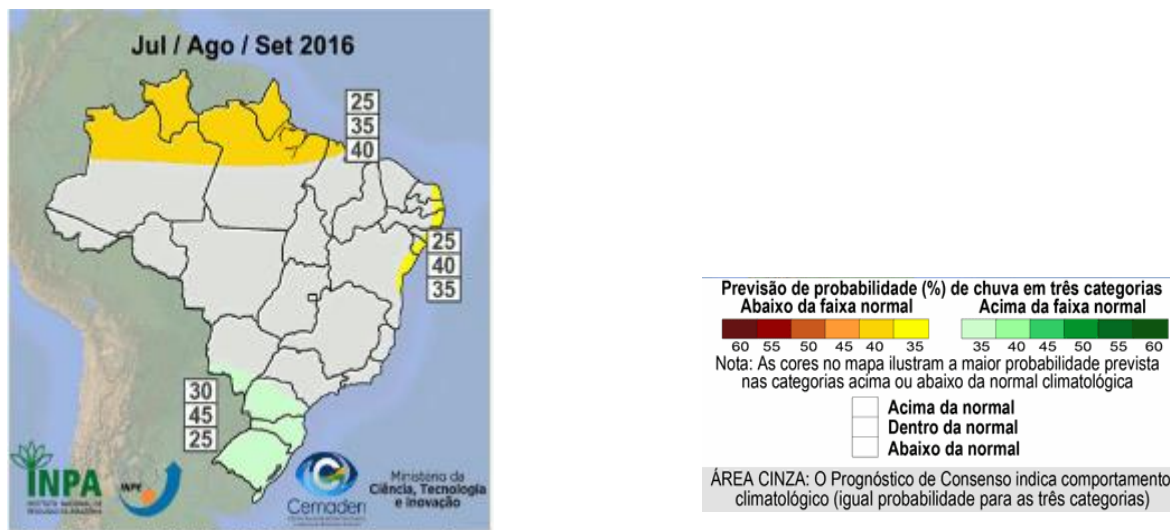 Jul / Ago / Set 2016
25
35
40
25
40
35
30
45
25
INPA
INPE
Cemaden
Ministério da
Ciência, Tecnologia
e Inovação
Previsão de probabilidade (%) de chuva em três categorias
Abaixo da faixa normal Acima da faixa normal
60 55 50 45 40 35 35 40 45 50 55 60
Nota: As cores no mapa ilustram a maior probabilidade prevista
nas categorias acima ou abaixo da normal climatológica
Acima da normal
Dentro da normal
Abaixo da normal
ÁREA CINZA: O Prognóstico de Consenso indica comportamento
climatológico (igual probabilidade para as três categorias)